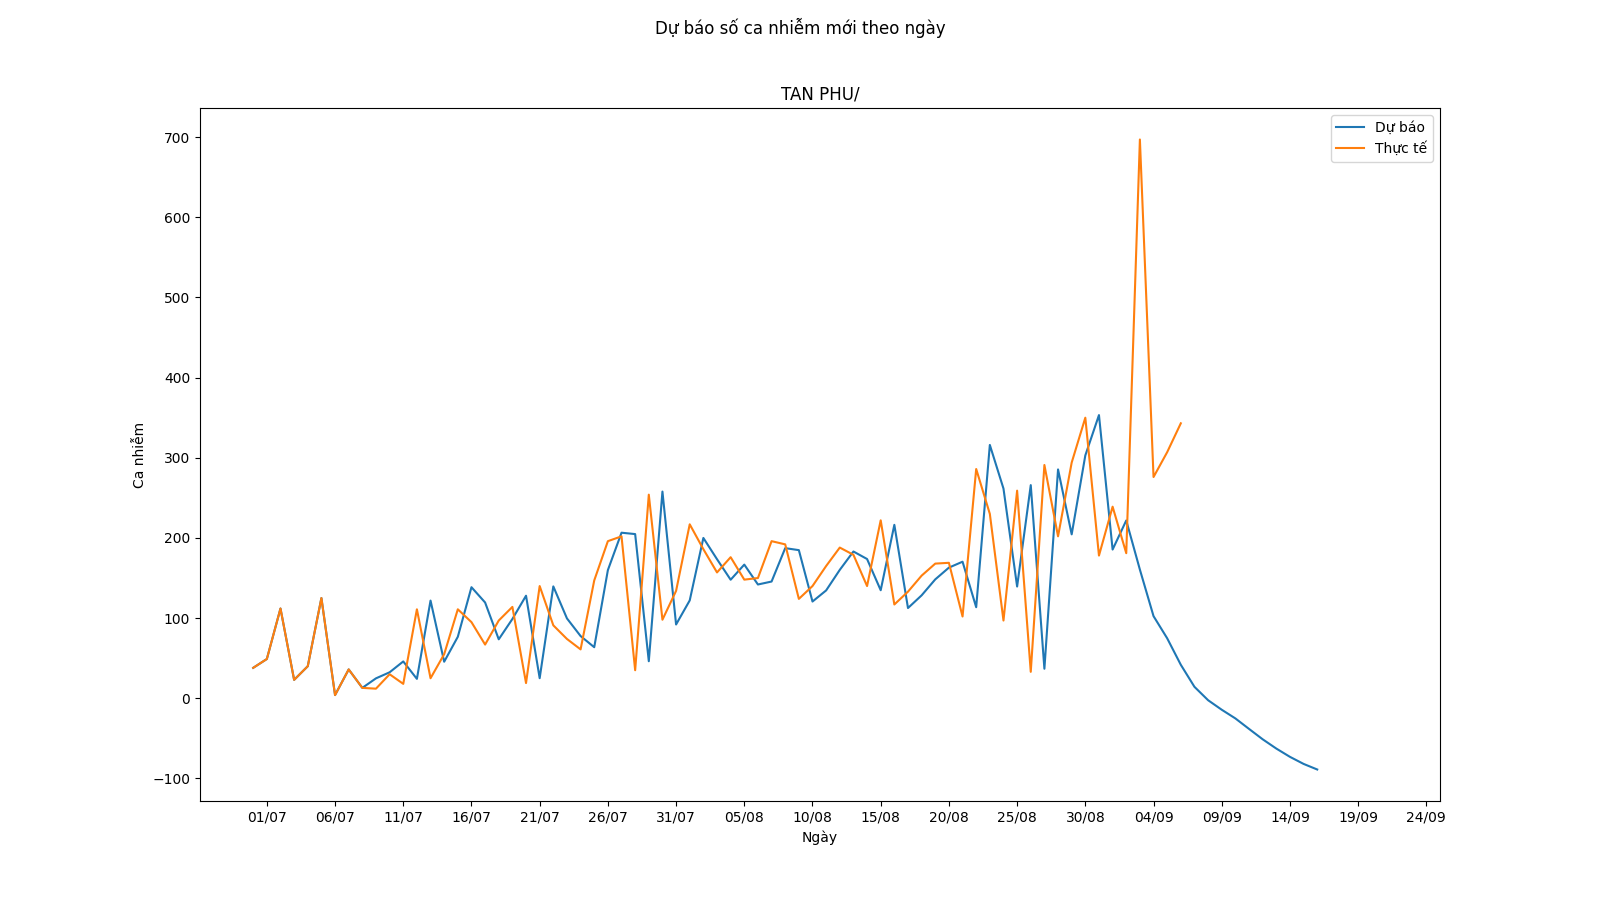 Dự báo số ca nhiễm mới theo ngày
TAN PHU/
Dự báo
Thực tế
700
600
500
400
300
200
100
0
−100
Ca nhiễm
01/07 06/07 11/07 16/07 21/07 26/07 31/07 05/08 10/08 15/08 20/08 25/08 30/08 04/09 09/09 14/09 19/09 24/09
Ngày